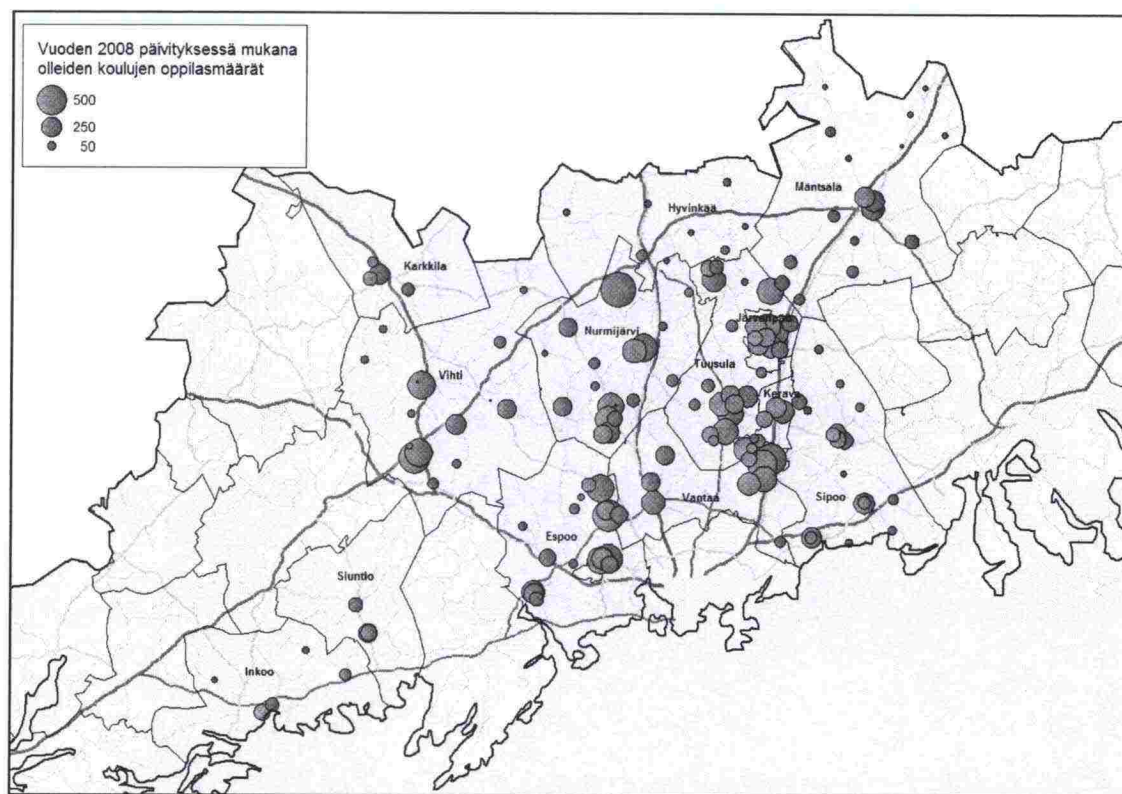 Vuoden 2008 päivityksessä mukana
olleiden koulujen oppilasmäärät
500
250
50
Mäntsälä
Hyvinkää
Karkkila
Nurmijärvi
Järvenpää
Tuusula
Vihti
Kerava
Vantaa
Sipoo
Espoo
Siuntio
Inkoo